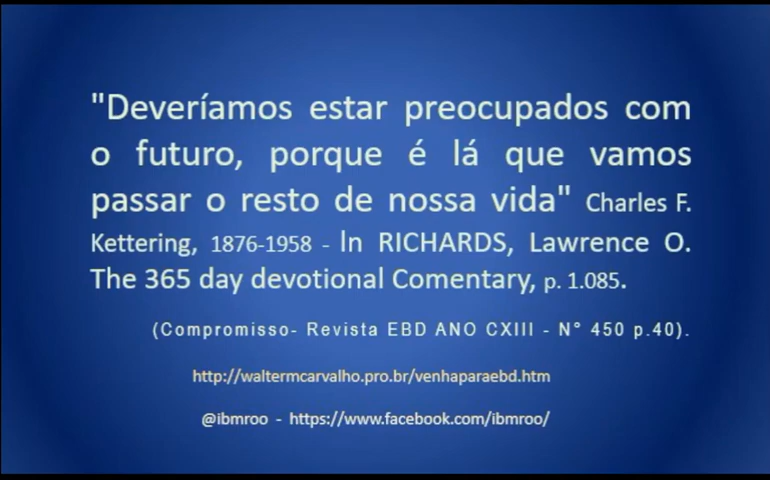 "Deveríamos estar preocupados com
o futuro, porque é lá que vamos
passar o resto de nossa vida" Charles F.
Kettering, 1876-1958 - In RICHARDS, Lawrence O.
The 365 day devotional Comentary, p. 1.085.
(Compromisso- Revista EBD ANO CXIII - N° 450 p.40).
http://waltermcarvalho.pro.br/venhaparaebd.htm
@ibmroo - https://www.facebook.com/ibmroo/